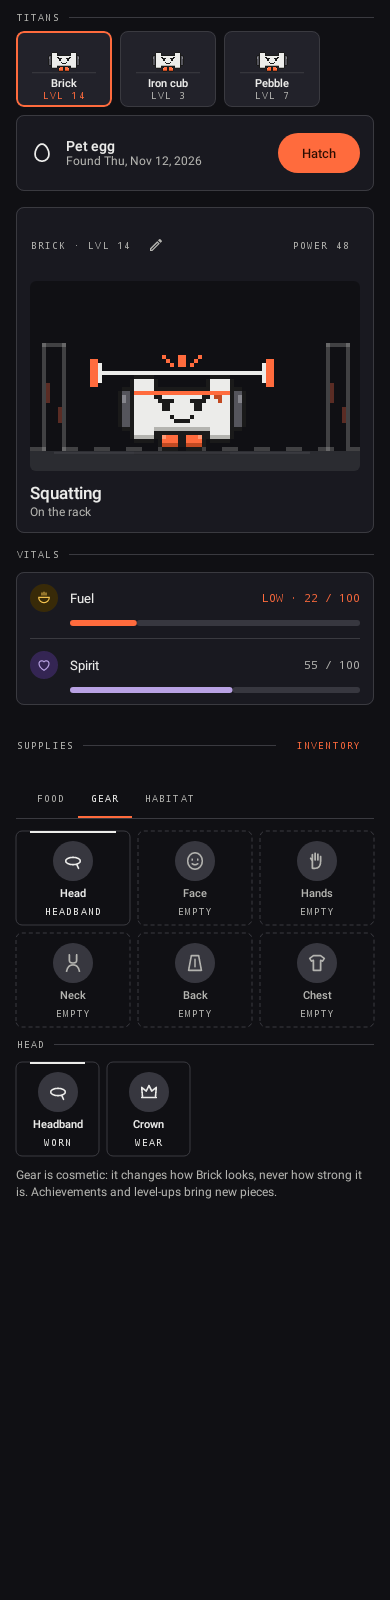 TITANS
Brick
LVL 14
Iron cub
LVL 3
Pebble
LVL 7
Pet egg
Found Thu, Nov 12, 2026
Hatch
BRICK · LVL 14
POWER 48
Squatting
On the rack
VITALS
Fuel
LOW · 22 / 100
Spirit
55 / 100
SUPPLIES
INVENTORY
FOOD
GEAR
HABITAT
Head
HEADBAND
Face
EMPTY
Hands
EMPTY
Neck
EMPTY
Back
EMPTY
Chest
EMPTY
HEAD
Headband
WORN
Crown
WEAR
Gear is cosmetic: it changes how Brick looks, never how strong it
is. Achievements and level-ups bring new pieces.